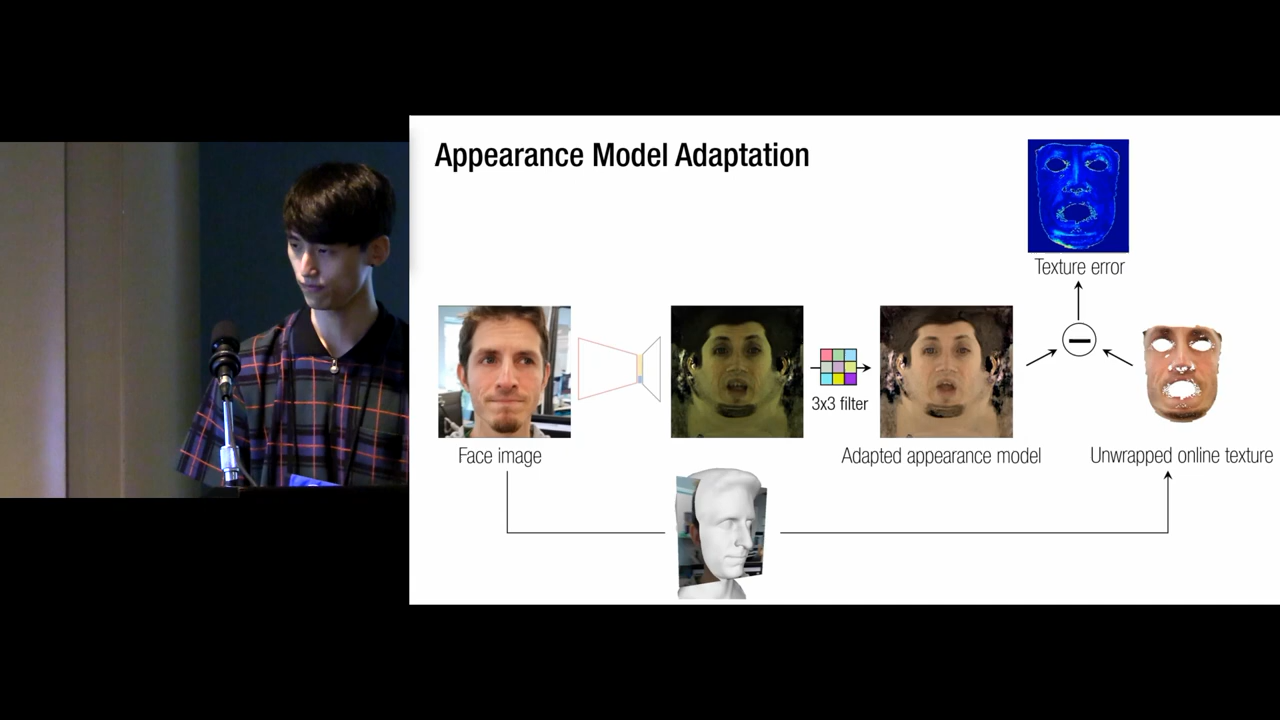 Appearance Model Adaptation
Texture error
3x3 filter
Face image
Adapted appearance model
Unwrapped online texture